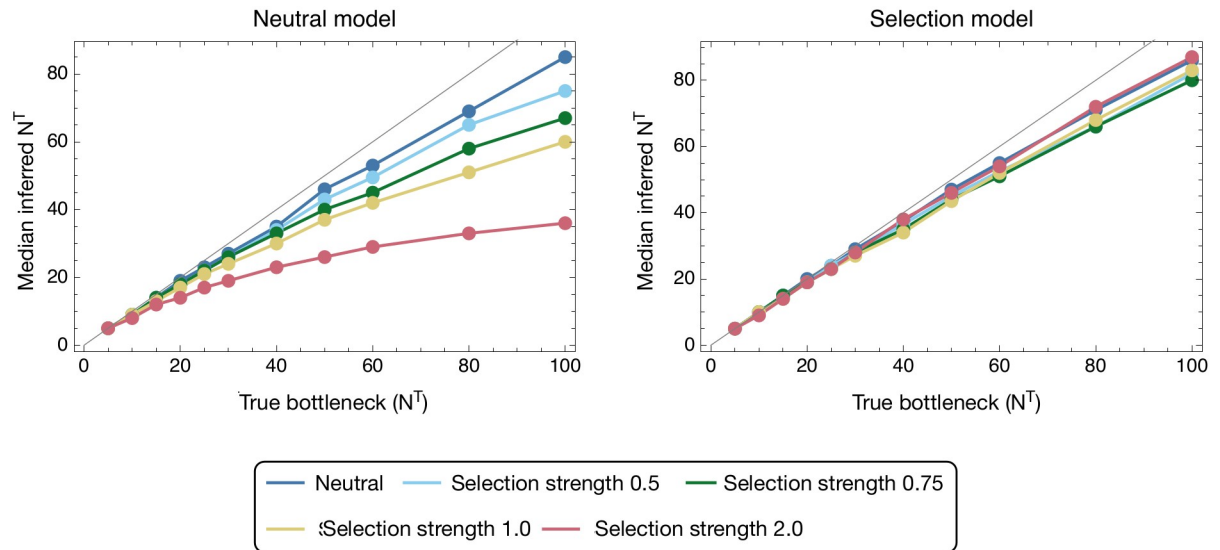 Neutral model
Selection model
Median inferred N^T
80
60
40
20
0
0 20 40 60 80 100
True bottleneck (N^T)
Median inferred N^T
80
60
40
20
0
0 20 40 60 80 100
True bottleneck (N^T)
Neutral Selection strength 0.5 Selection strength 0.75
Selection strength 1.0 Selection strength 2.0